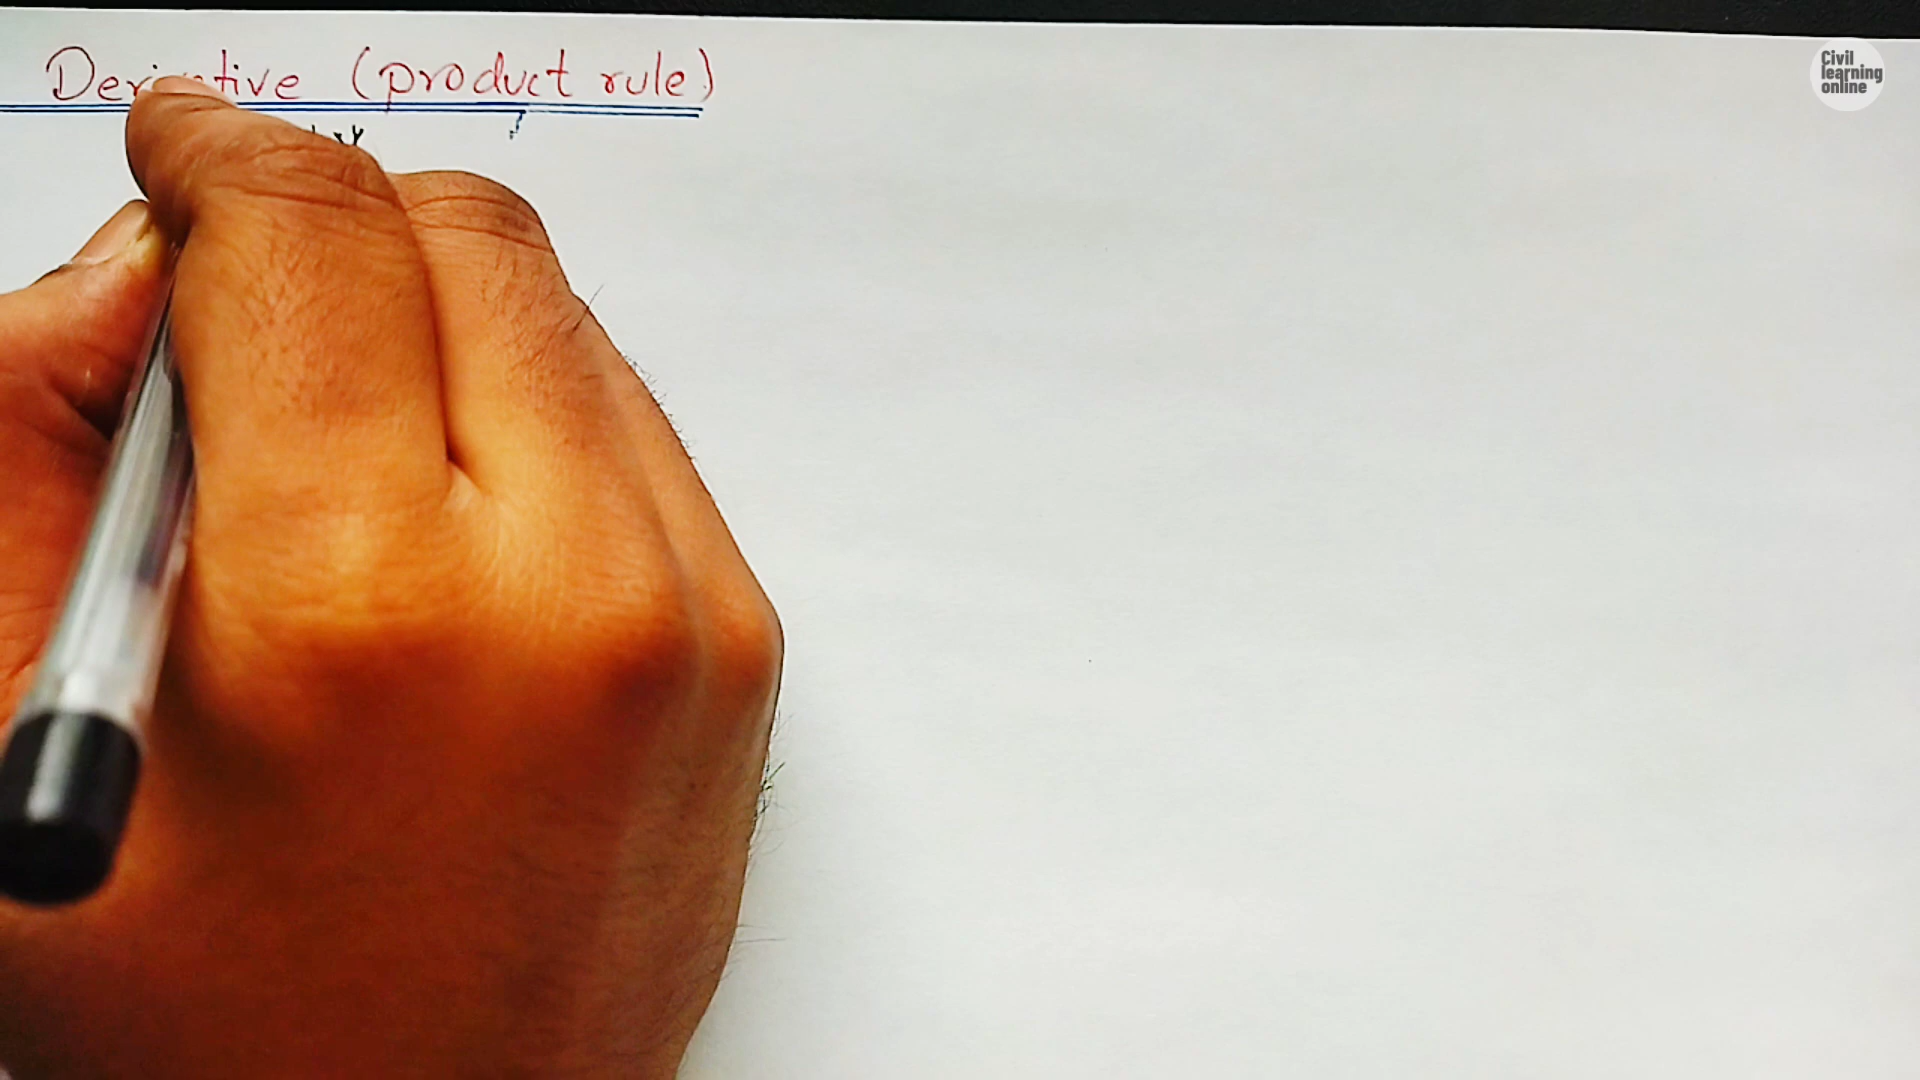 Derivative (product rule)
Civil
learning
online